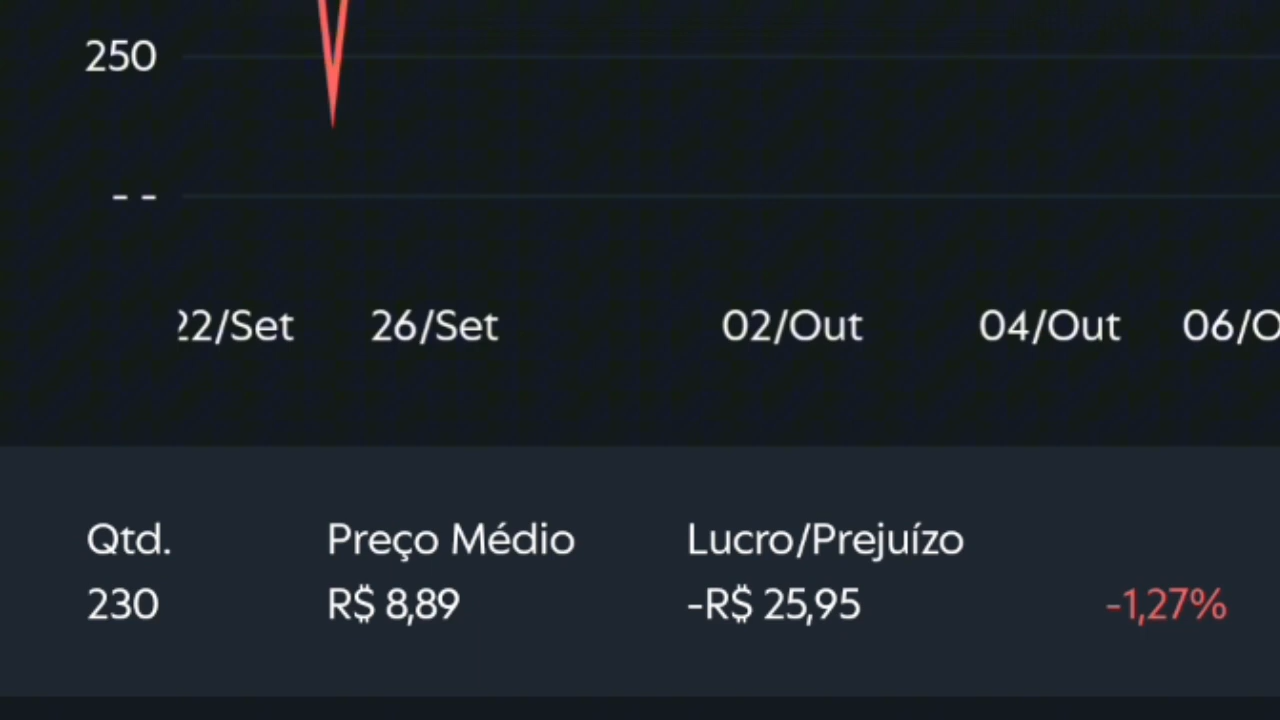 250
- -
22/Set 26/Set 02/Out 04/Out 06/O
Qtd. Preço Médio Lucro/Prejuízo
230 R$ 8,89 -R$ 25,95 -1,27%